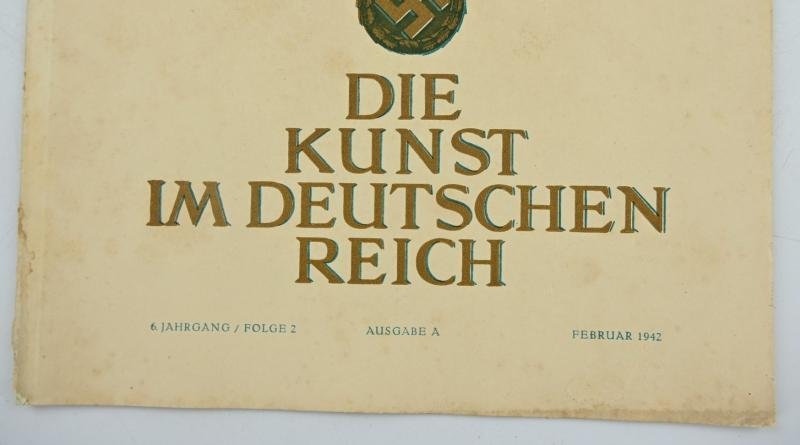 DIE
KUNST
IM DEUTSCHEN
REICH
6. JAHRGANG / FOLGE 2 AUSGABE A FEBRUAR 1942